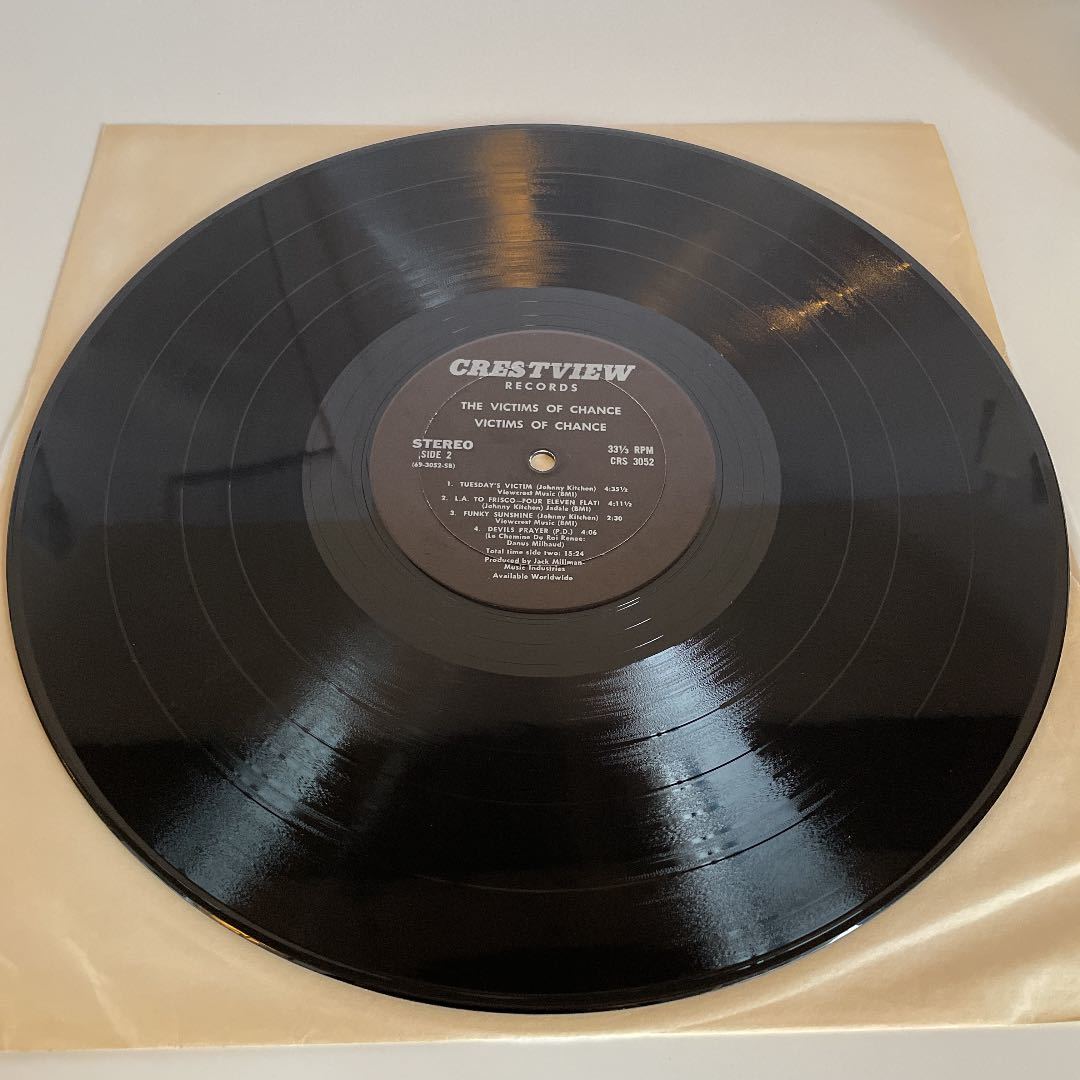 CRESTVIEW
RECORDS
THE VICTIMS OF CHANCE
VICTIMS OF CHANCE
STEREO
SIDE 2
(69-3052-SB)
33⅓ RPM
CRS 3052
1. TUESDAY'S VICTIM (Johnny Kitchen) 4:35½
Viewcrest Music (BMI)
2. L.A. TO FRISCO—FOUR ELEVEN FLAT! 4:11½
(Johnny Kitchen) Jadale (BMI)
3. FUNKY SUNSHINE (Johnny Kitchen) 2:30
Viewcrest Music (BMI)
4. DEVILS PRAYER (P.D.) 4:06
(Le Chemine Du Roi Renee:
Danus Milhaud)
Total time side two: 15:24
Produced by Jack Millman-
Music Industries
Available Worldwide